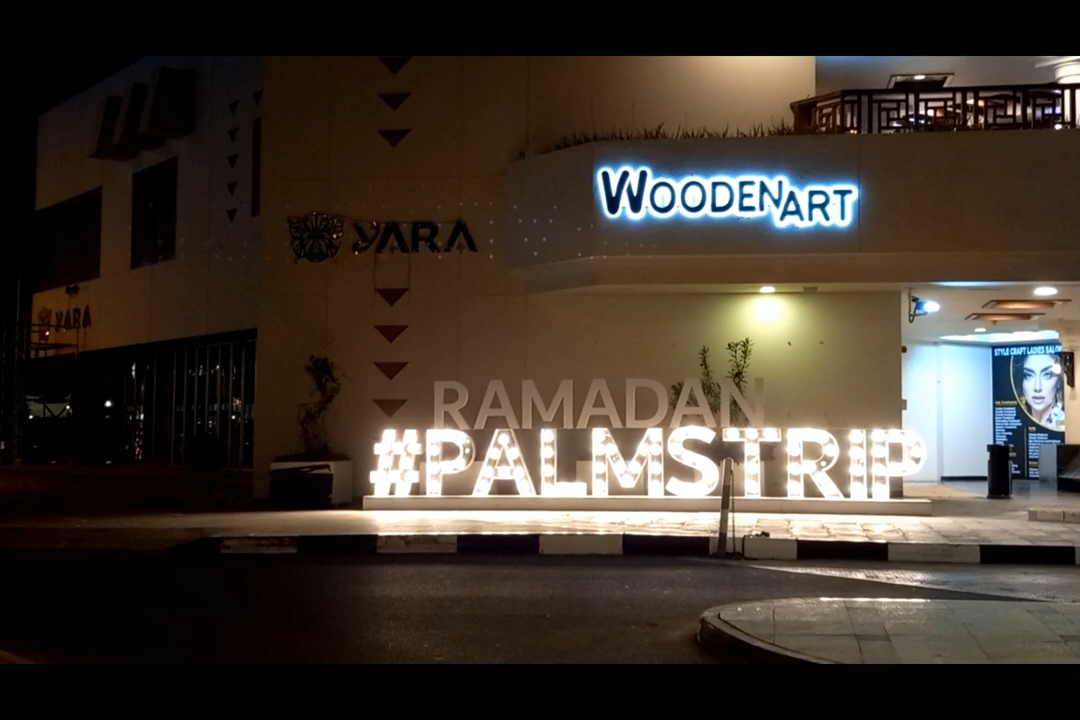 WOODENART
YARA
YARA
STYLE CRAFT LADIES SALON
RAMADAN
#PALMSTRIP